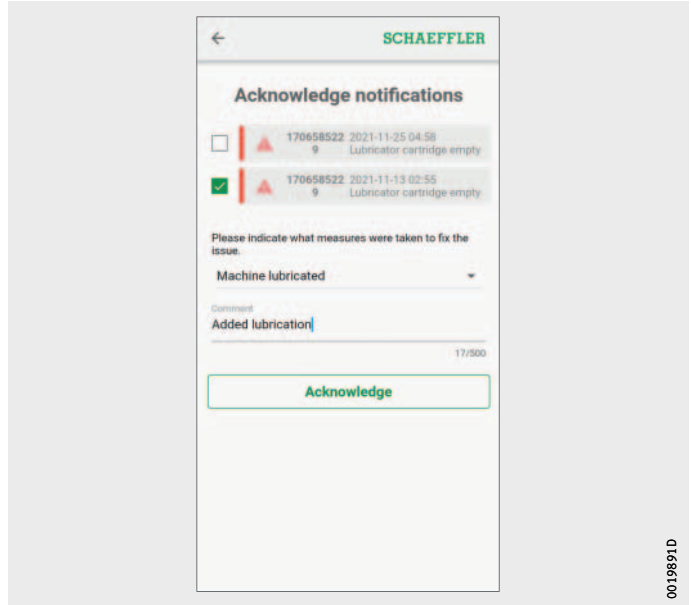 SCHAEFFLER
Acknowledge notifications
170658522 2021-11-25 04:58
9 Lubricator cartridge empty
170658522 2021-11-13 02:55
9 Lubricator cartridge empty
Please indicate what measures were taken to fix the
issue.
Machine lubricated
Comment
Added lubrication
17/500
Acknowledge
0019891D